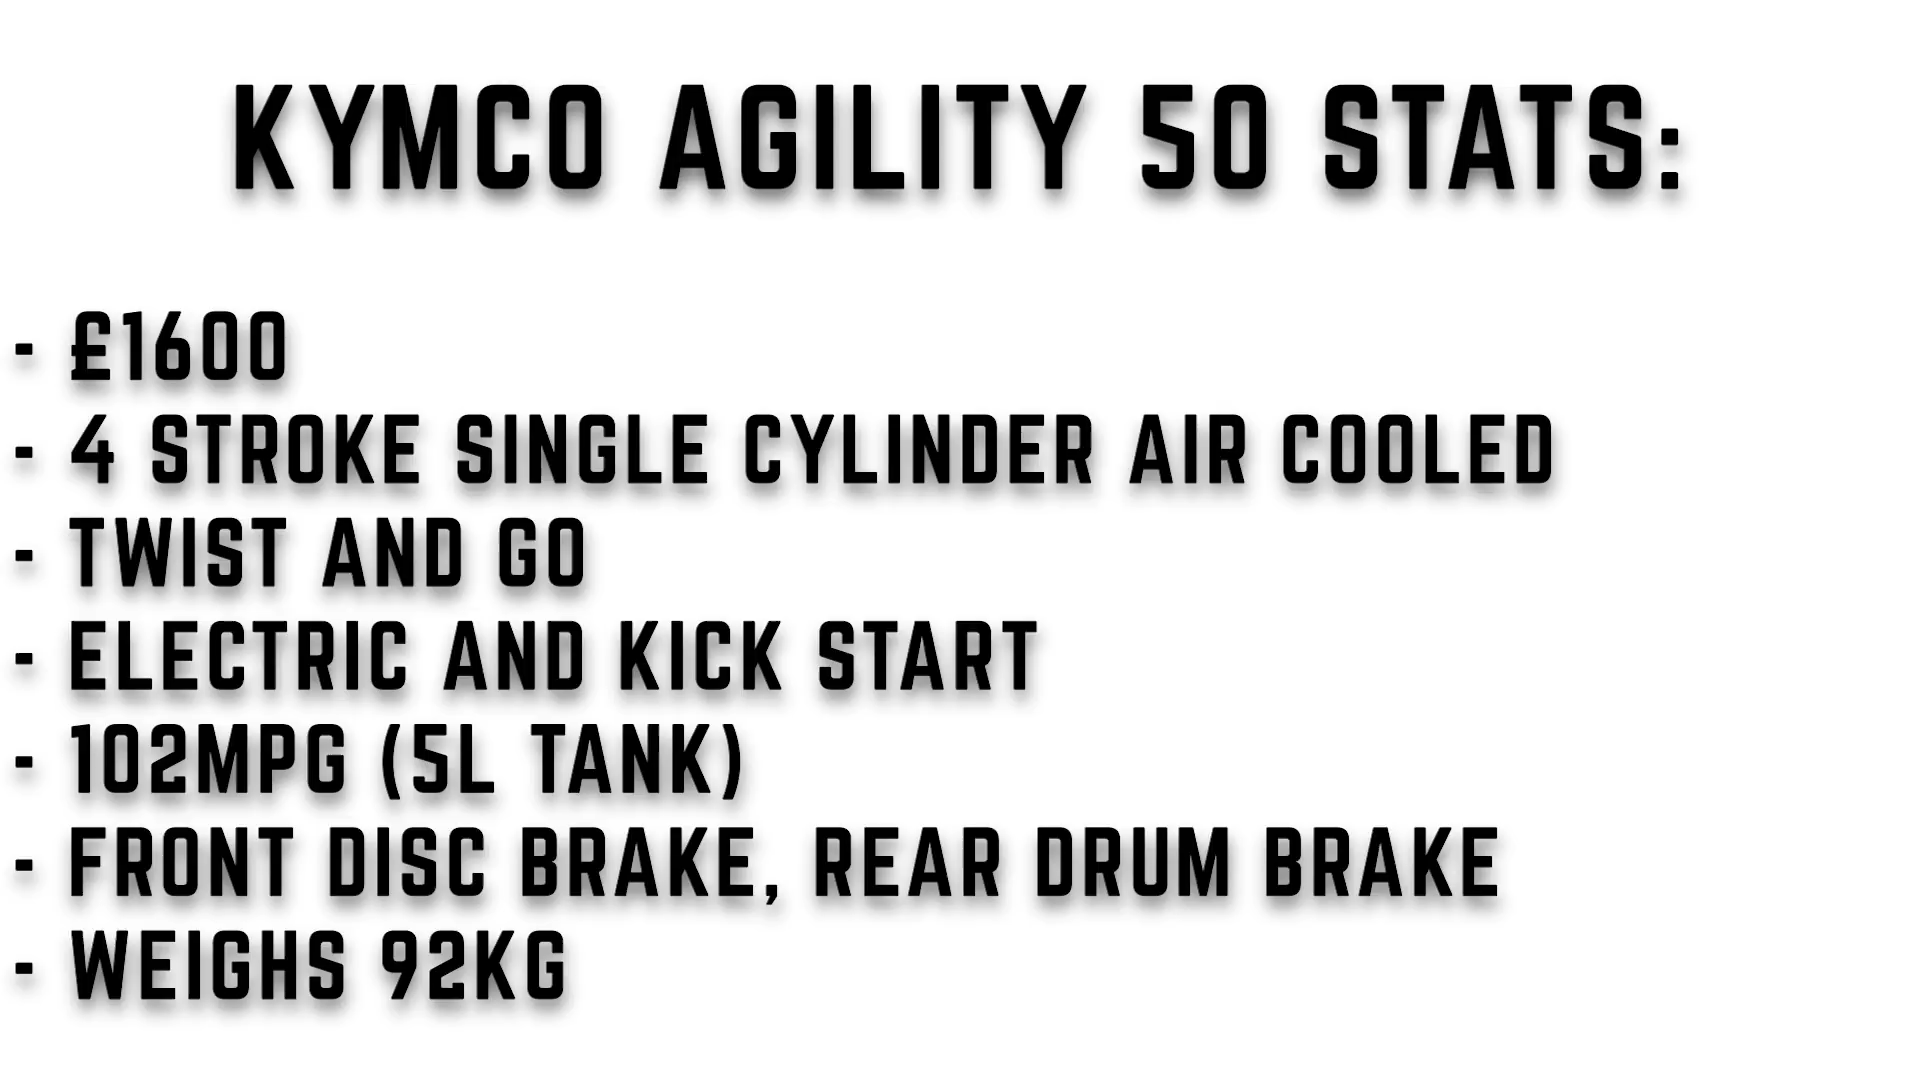 KYMCO AGILITY 50 STATS:
- £1600
- 4 STROKE SINGLE CYLINDER AIR COOLED
- TWIST AND GO
- ELECTRIC AND KICK START
- 102MPG (5L TANK)
- FRONT DISC BRAKE, REAR DRUM BRAKE
- WEIGHS 92KG